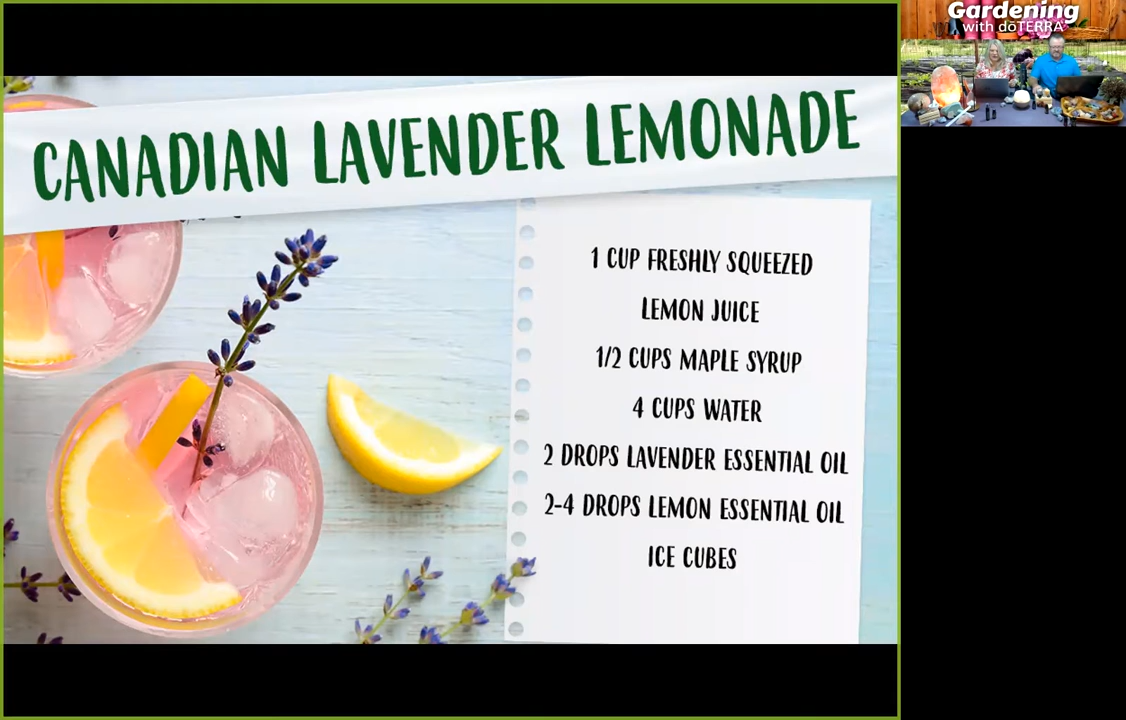 CANADIAN LAVENDER LEMONADE
1 CUP FRESHLY SQUEEZED
LEMON JUICE
1/2 CUPS MAPLE SYRUP
4 CUPS WATER
2 DROPS LAVENDER ESSENTIAL OIL
2-4 DROPS LEMON ESSENTIAL OIL
ICE CUBES
Gardening
with dōTERRA